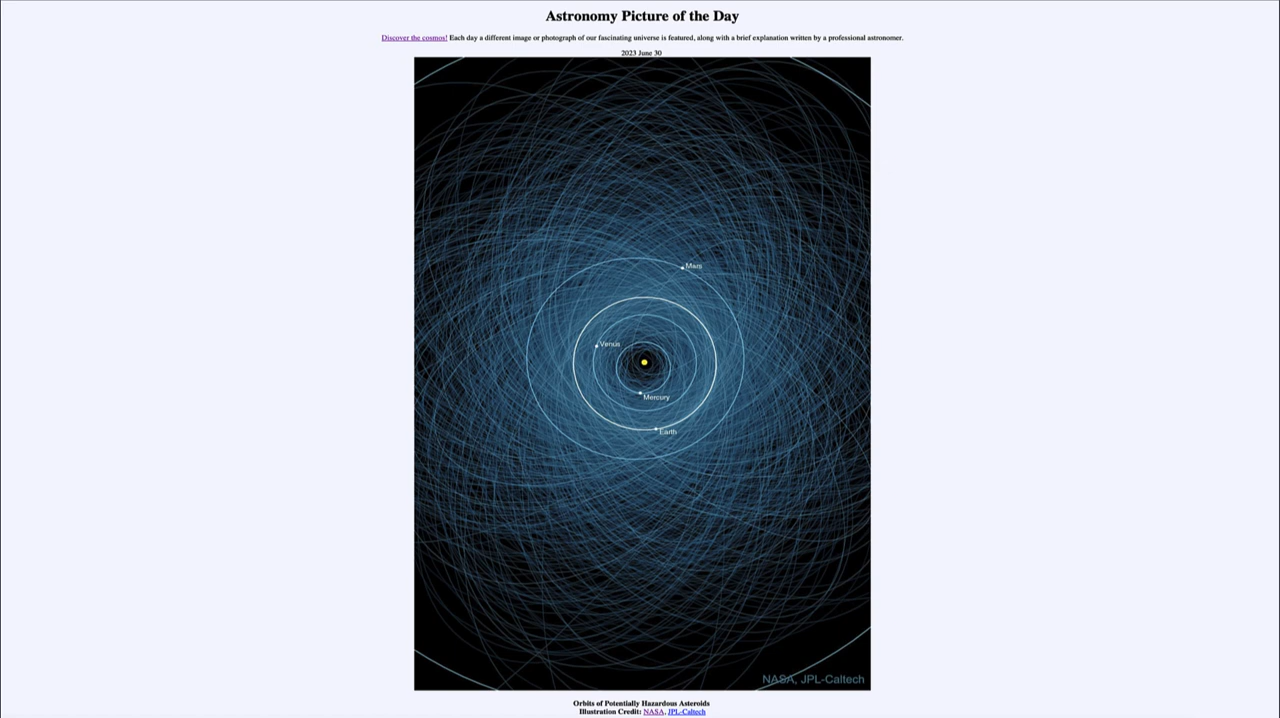 Astronomy Picture of the Day
Discover the cosmos! Each day a different image or photograph of our fascinating universe is featured, along with a brief explanation written by a professional astronomer.
2023 June 30
Mars
Venus
Mercury
Earth
NASA, JPL-Caltech
Orbits of Potentially Hazardous Asteroids
Illustration Credit: NASA, JPL-Caltech